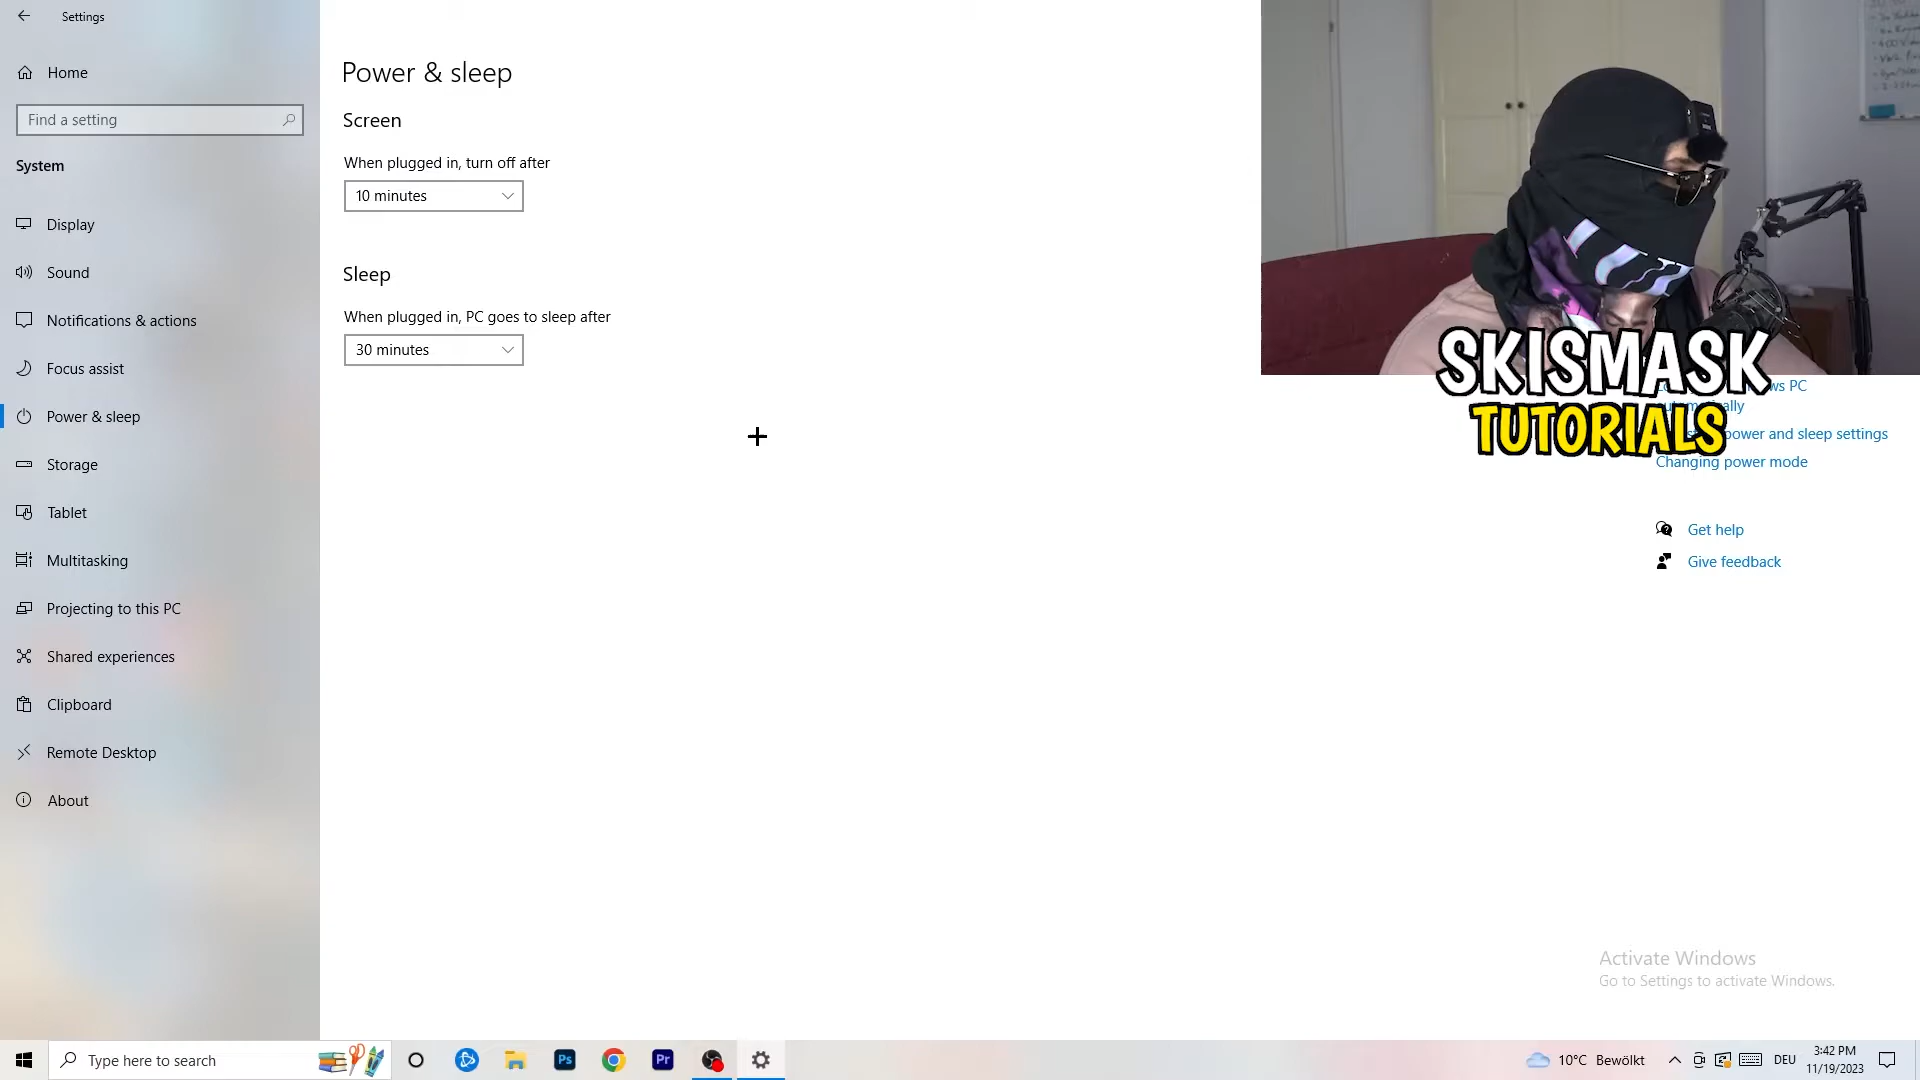 Settings
Home
Find a setting
System
Display
Sound
Notifications & actions
Focus assist
Power & sleep
Storage
Tablet
Multitasking
Projecting to this PC
Shared experiences
Clipboard
Remote Desktop
About
Power & sleep
Screen
When plugged in, turn off after
10 minutes
Sleep
When plugged in, PC goes to sleep after
30 minutes
SKISMASK
TUTORIALS
PC
power and sleep settings
Changing power mode
Get help
Give feedback
Activate Windows
Go to Settings to activate Windows.
Type here to search
Ps
Pr
10°C Bewölkt
DEU
3:42 PM
11/19/2023